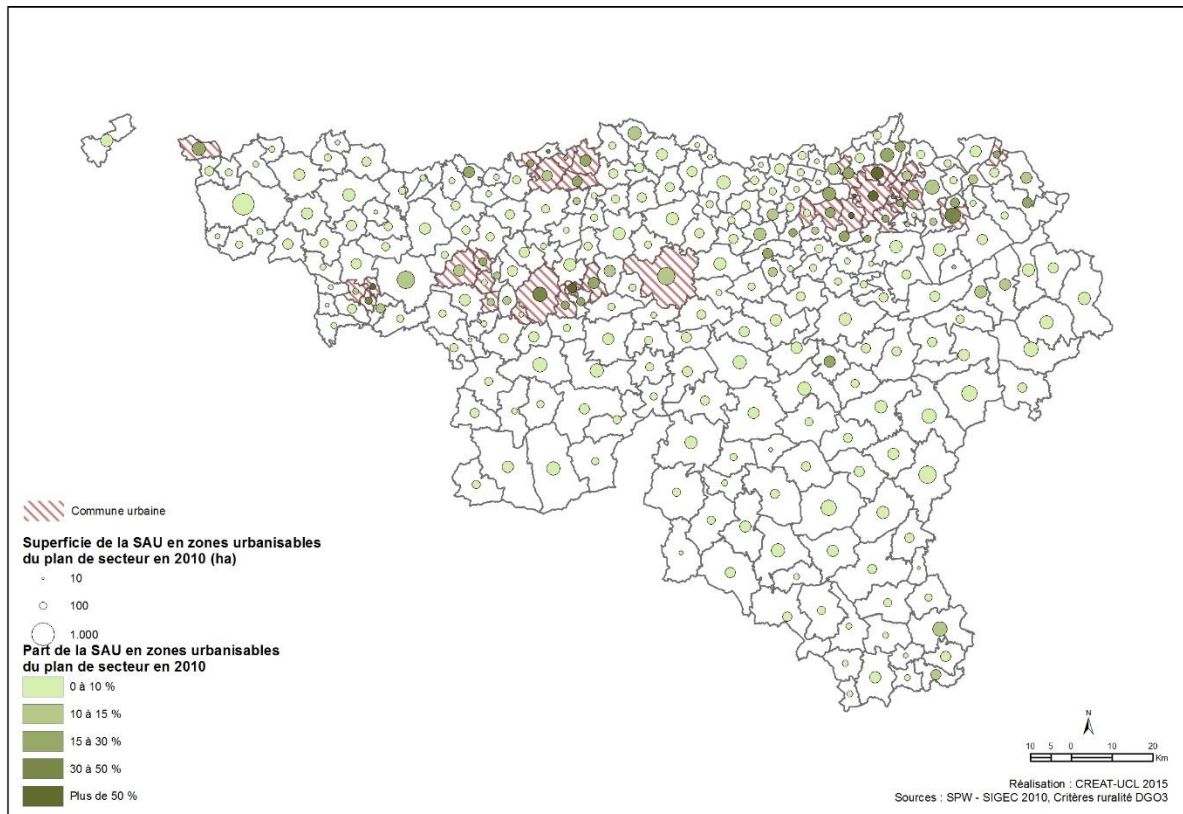 Commune urbaine
Superficie de la SAU en zones urbanisables
du plan de secteur en 2010 (ha)
10
100
1.000
Part de la SAU en zones urbanisables
du plan de secteur en 2010
0 à 10 %
10 à 15 %
15 à 30 %
30 à 50 %
Plus de 50 %
N
10 5 0 10 20
Km
Réalisation : CREAT-UCL 2015
Sources : SPW - SIGEC 2010, Critères ruralité DGO3